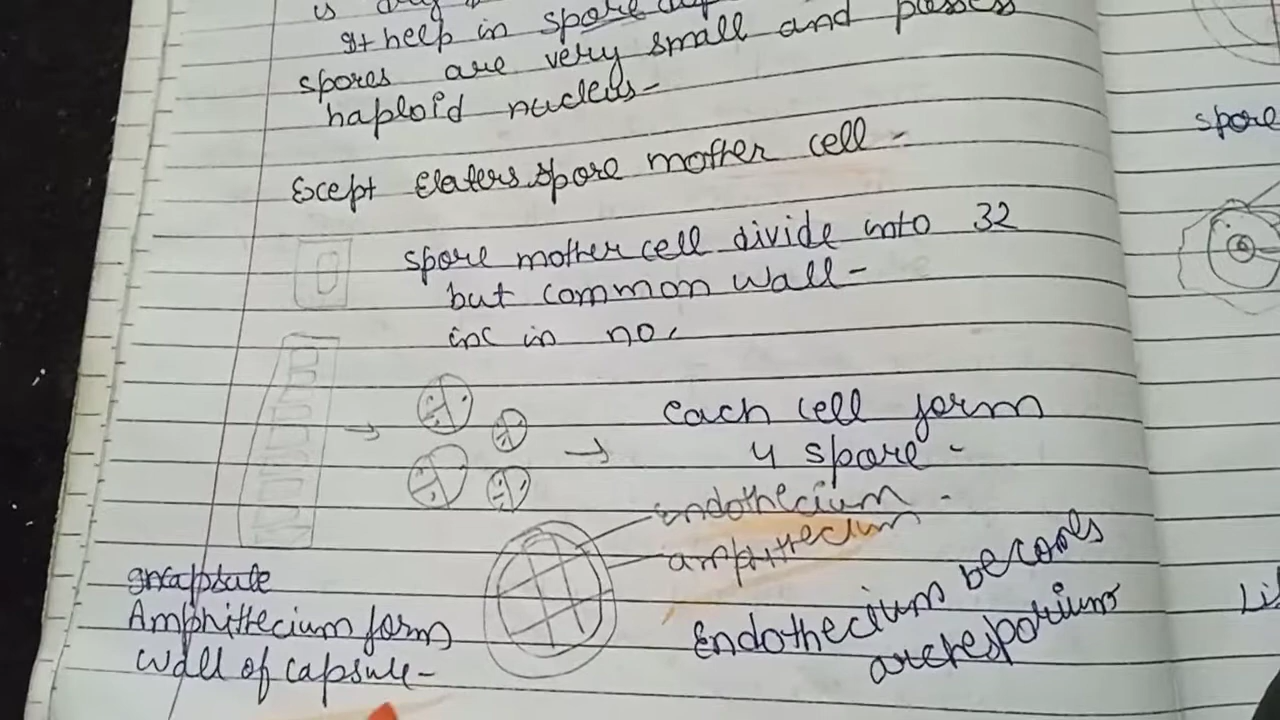 It help in spore
spores are very small and posses
haploid nucleus-
Except Elaters spore mother cell -
spore mother cell divide into 32
but common wall-
inc in no.
each cell form
4 spore -
endothecium -
amphithecium
Endothecium becomes
archesporium
Amphithecium form
wall of capsule-
spore